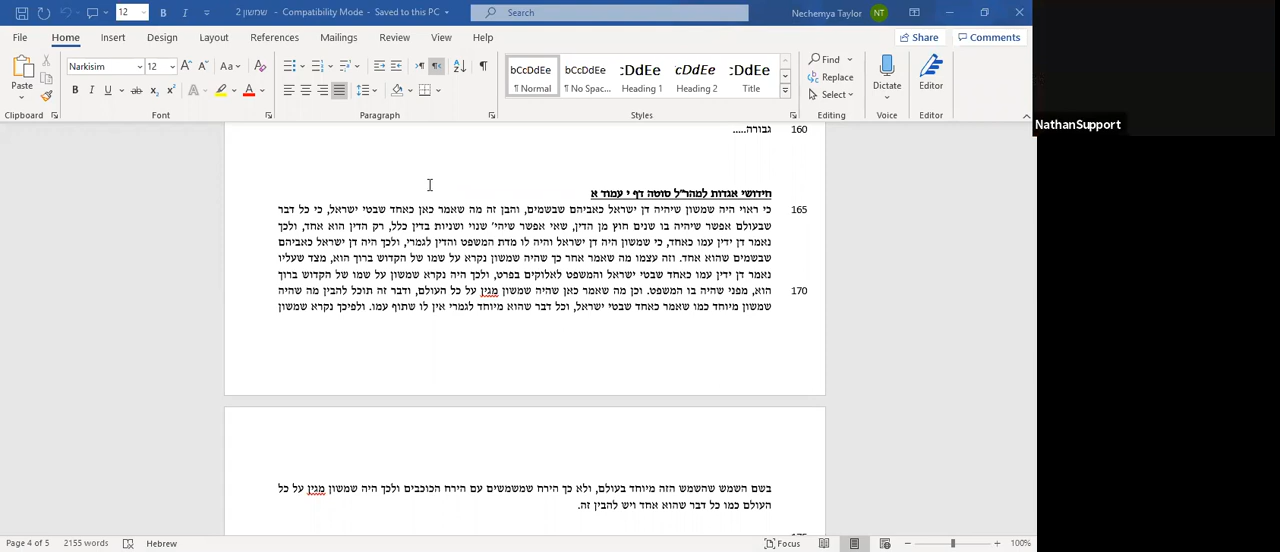 שמשון 2 - Compatibility Mode - Saved to this PC
Search
Nechemya Taylor NT
File Home Insert Design Layout References Mailings Review View Help Share Comments
Paste
Narkisim 12
Find
Replace
Select
Dictate
Editor
bCcDdEe bCcDdEe :CcDdE cDdEe :CcDdE
¶ Normal ¶ No Spac... Heading 1 Heading 2 Title
Clipboard Font Paragraph Styles Editing Voice Editor
NathanSupport
160 גבורה.....
חידושי אגדות למהר"ל סוטה דף י עמוד א
165 כי ראוי היה שמשון שיהיה דן ישראל כאביהם שבשמים, והבן זה מה שאמר כאן כאחד שבטי ישראל, כי כל דבר
שבעולם אפשר שיהיה בו שנים חוץ מן הדין, שאי אפשר שיהי' שנוי ושניות בדין כלל, רק הדין הוא אחד, ולכך
נאמר דן ידין עמו כאחד, כי שמשון היה דן ישראל והיה לו מדת המשפט והדין לגמרי, ולכך היה דן ישראל כאביהם
שבשמים שהוא אחד. וזה עצמו מה שאמר אחר כך שהיה שמשון נקרא על שמו של הקדוש ברוך הוא, מצד שעליו
נאמר דן ידין עמו כאחד שבטי ישראל והמשפט לאלוקים בפרט, ולכך היה נקרא שמשון על שמו של הקדוש ברוך
170 הוא, מפני שהיה בו המשפט. וכן מה שאמר כאן שהיה שמשון מגין על כל העולם, ודבר זה תוכל להבין מה שהיה
שמשון מיוחד כמו שאמר כאחד שבטי ישראל, וכל דבר שהוא מיוחד לגמרי אין לו שתוף עמו. ולפיכך נקרא שמשון
בשם השמש שהשמש הזה מיוחד בעולם, ולא כך הירח שמשמשים עם הירח הכוכבים ולכך היה שמשון מגין על כל
העולם כמו כל דבר שהוא אחד ויש להבין זה.
Page 4 of 5 2155 words Hebrew Focus 100%